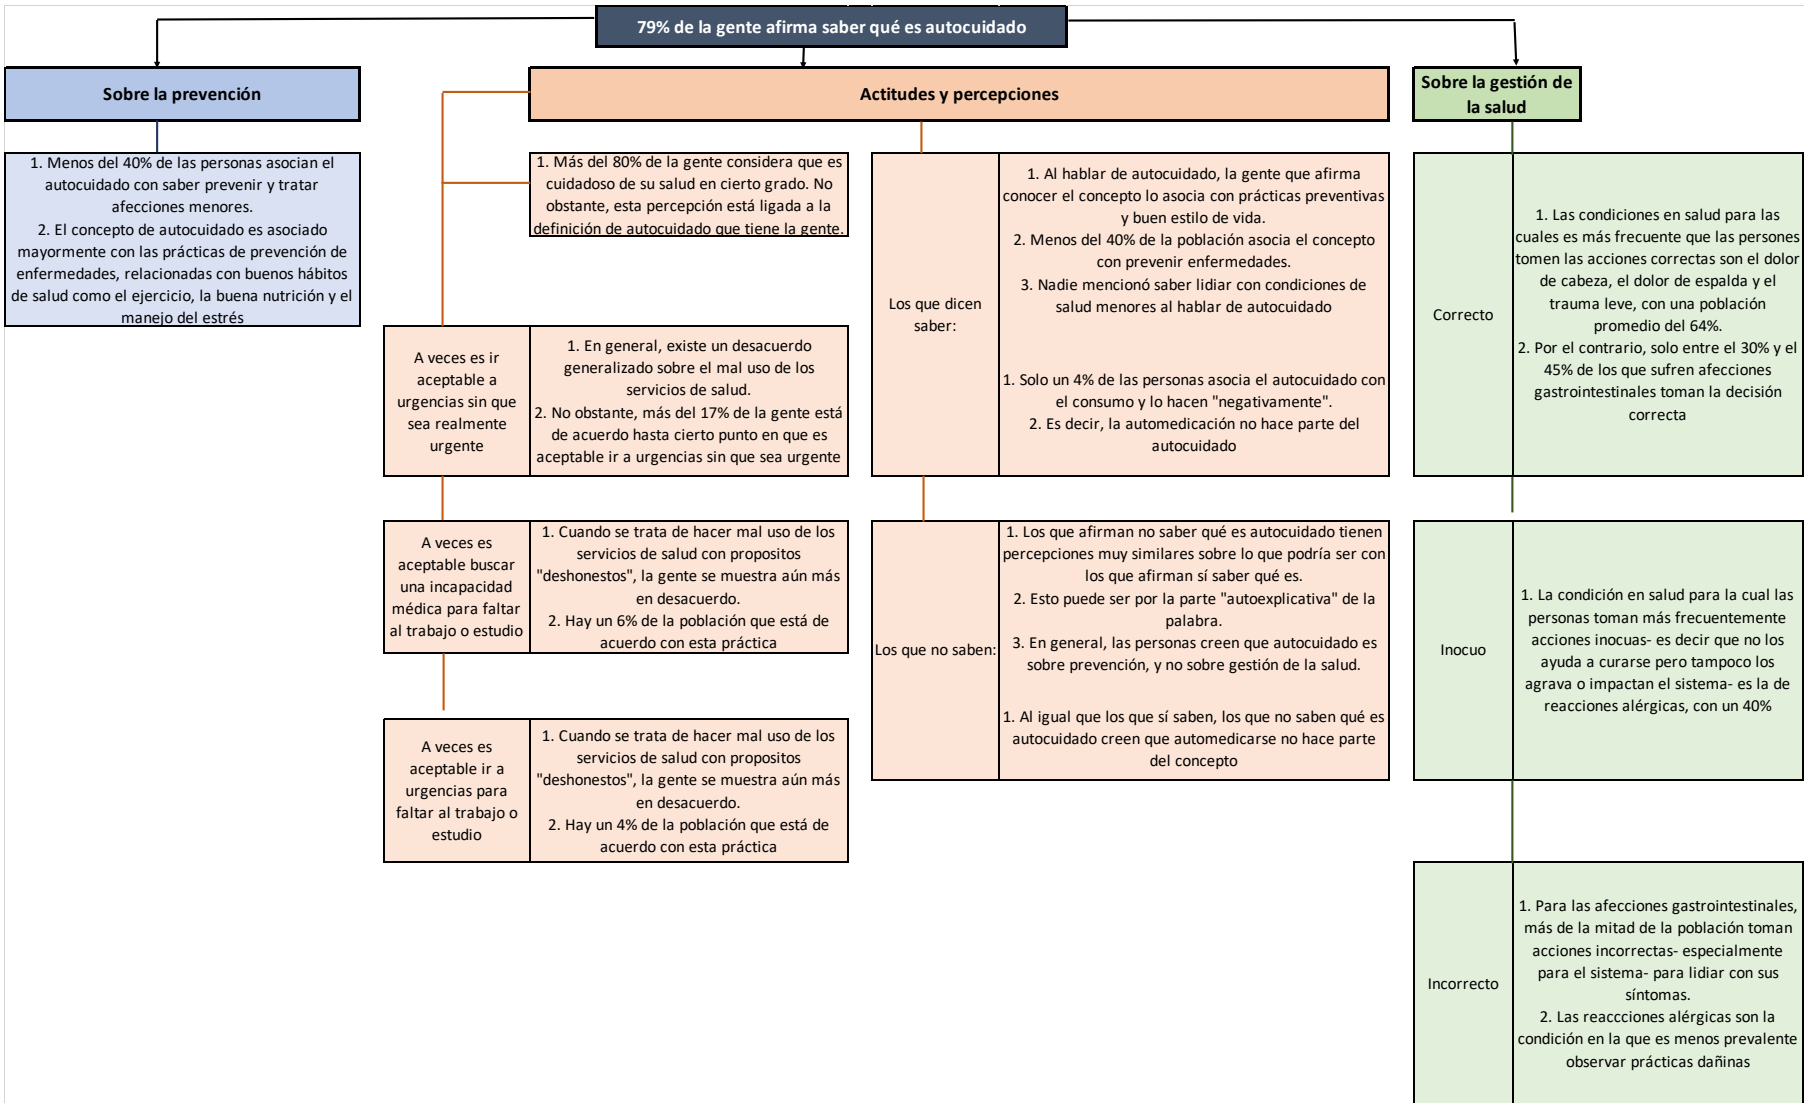 79% de la gente afirma saber qué es autocuidado
Sobre la prevención
1. Menos del 40% de las personas asocian el
autocuidado con saber prevenir y tratar
afecciones menores.
2. El concepto de autocuidado es asociado
mayormente con las prácticas de prevención de
enfermedades, relacionadas con buenos hábitos
de salud como el ejercicio, la buena nutrición y el
manejo del estrés
Actitudes y percepciones
1. Más del 80% de la gente considera que es
cuidadoso de su salud en cierto grado. No
obstante, esta percepción está ligada a la
definición de autocuidado que tiene la gente.
A veces es ir
aceptable a
urgencias sin que
sea realmente
urgente
1. En general, existe un desacuerdo
generalizado sobre el mal uso de los
servicios de salud.
2. No obstante, más del 17% de la gente está
de acuerdo hasta cierto punto en que es
aceptable ir a urgencias sin que sea urgente
A veces es
aceptable buscar
una incapacidad
médica para faltar
al trabajo o estudio
1. Cuando se trata de hacer mal uso de los
servicios de salud con propositos
"deshonestos", la gente se muestra aún más
en desacuerdo.
2. Hay un 6% de la población que está de
acuerdo con esta práctica
A veces es
aceptable ir a
urgencias para
faltar al trabajo o
estudio
1. Cuando se trata de hacer mal uso de los
servicios de salud con propositos
"deshonestos", la gente se muestra aún más
en desacuerdo.
2. Hay un 4% de la población que está de
acuerdo con esta práctica
Los que dicen
saber:
1. Al hablar de autocuidado, la gente que afirma
conocer el concepto lo asocia con prácticas preventivas
y buen estilo de vida.
2. Menos del 40% de la población asocia el concepto
con prevenir enfermedades.
3. Nadie mencionó saber lidiar con condiciones de
salud menores al hablar de autocuidado
1. Solo un 4% de las personas asocia el autocuidado con
el consumo y lo hacen "negativamente".
2. Es decir, la automedicación no hace parte del
autocuidado
Los que no saben:
1. Los que afirman no saber qué es autocuidado tienen
percepciones muy similares sobre lo que podría ser con
los que afirman sí saber qué es.
2. Esto puede ser por la parte "autoexplicativa" de la
palabra.
3. En general, las personas creen que autocuidado es
sobre prevención, y no sobre gestión de la salud.
1. Al igual que los que sí saben, los que no saben qué es
autocuidado creen que automedicarse no hace parte
del concepto
Sobre la gestión de
la salud
Correcto
1. Las condiciones en salud para las
cuales es más frecuente que las persones
tomen las acciones correctas son el dolor
de cabeza, el dolor de espalda y el
trauma leve, con una población
promedio del 64%.
2. Por el contrario, solo entre el 30% y el
45% de los que sufren afecciones
gastrointestinales toman la decisión
correcta
Inocuo
1. La condición en salud para la cual las
personas toman más frecuentemente
acciones inocuas- es decir que no los
ayuda a curarse pero tampoco los
agrava o impactan el sistema- es la de
reacciones alérgicas, con un 40%
Incorrecto
1. Para las afecciones gastrointestinales,
más de la mitad de la población toman
acciones incorrectas- especialmente
para el sistema- para lidiar con sus
síntomas.
2. Las reaccciones alérgicas son la
condición en la que es menos prevalente
observar prácticas dañinas